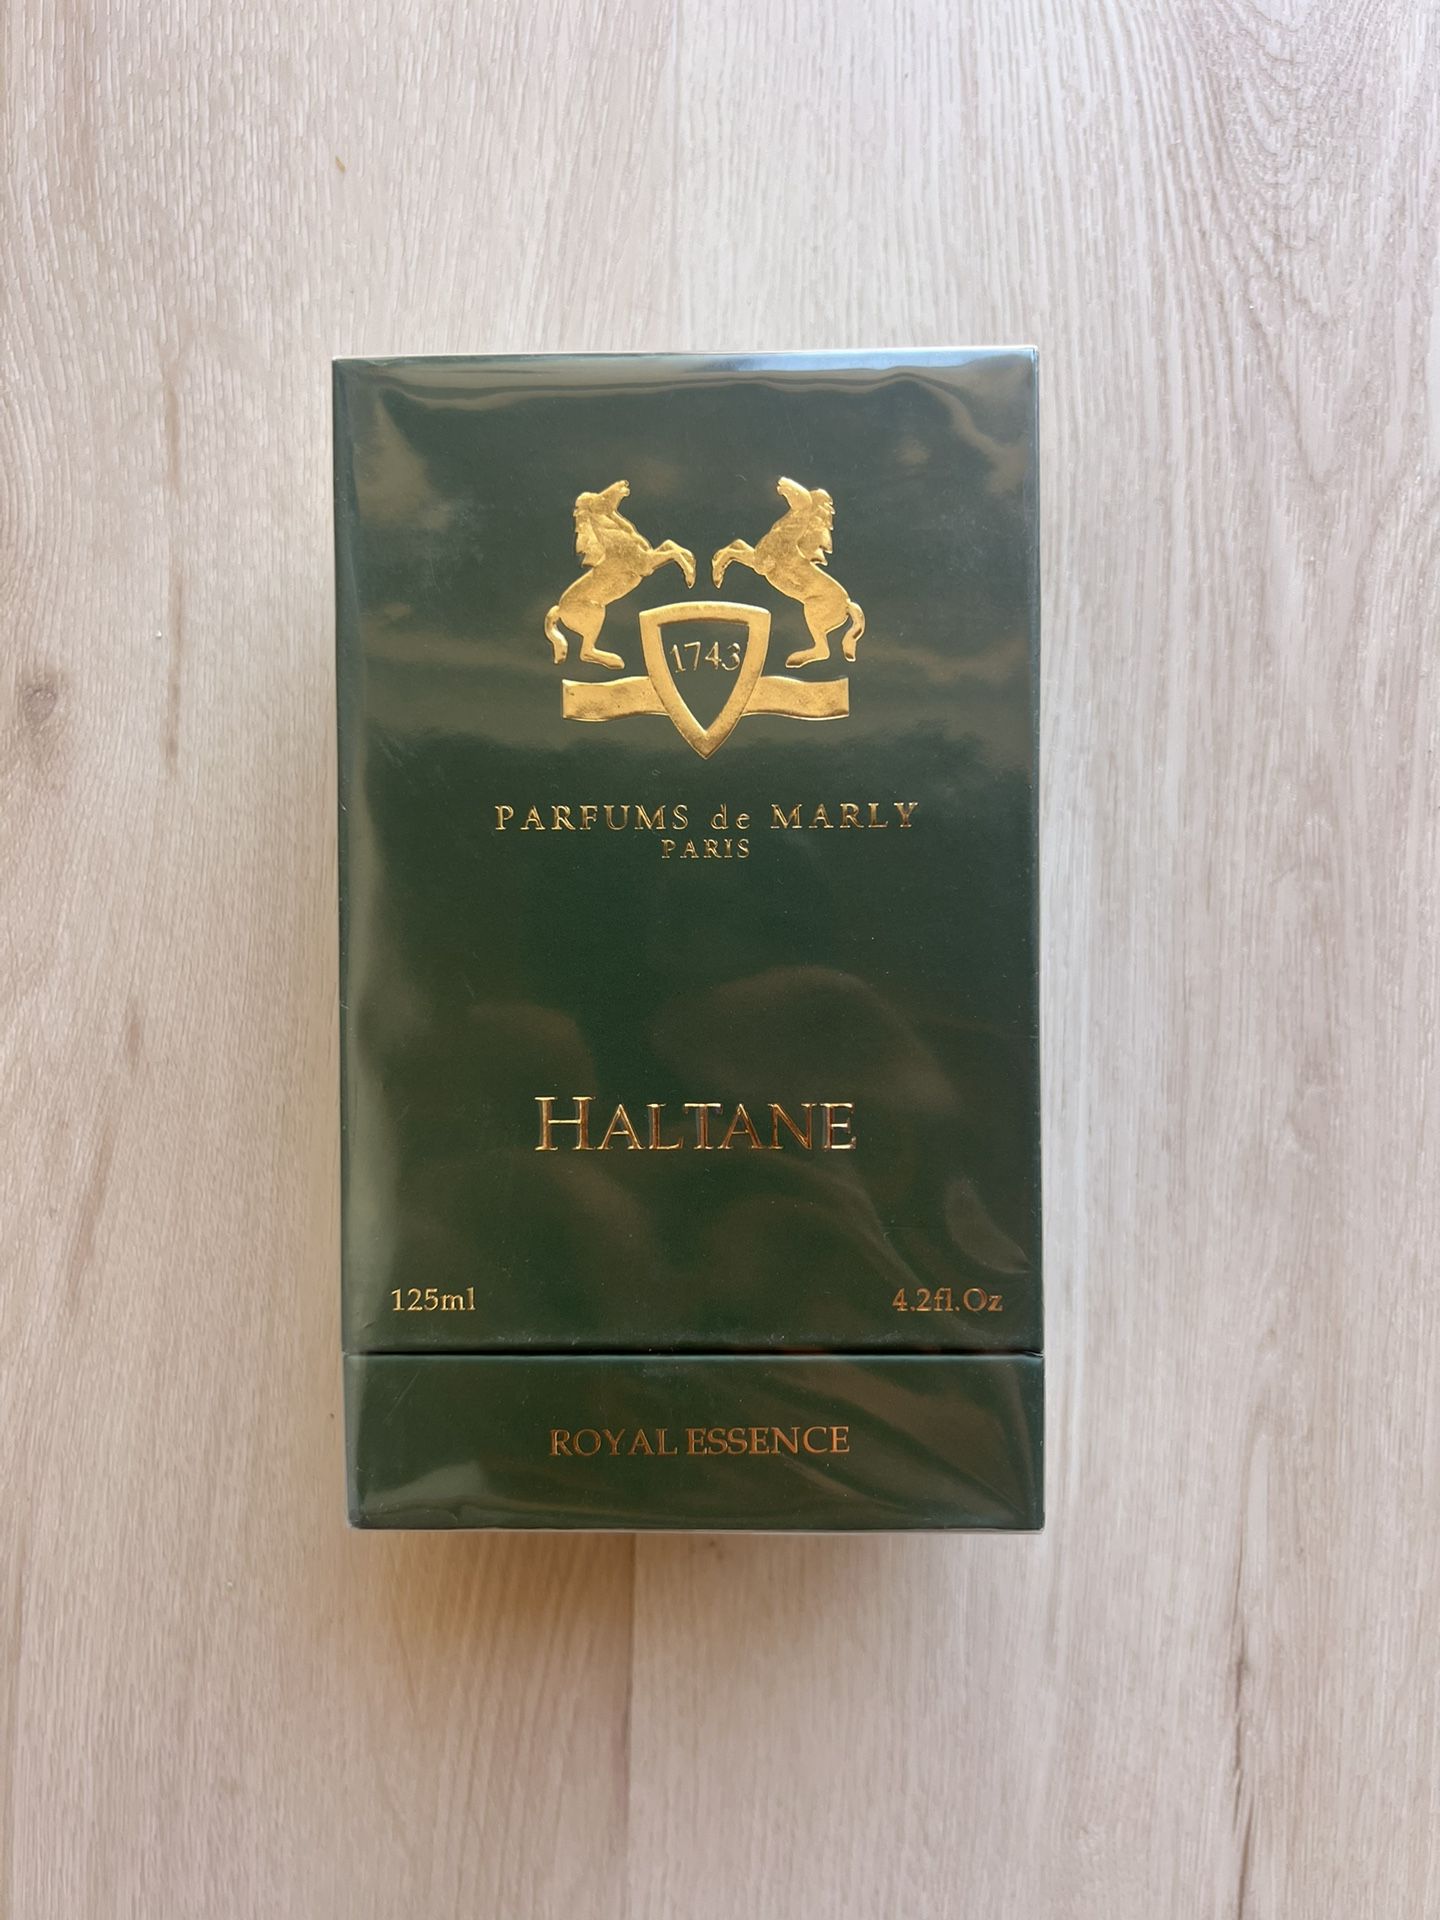 1743
PARFUMS de MARLY
PARIS
HALTANE
125ml 4.2fl.Oz
ROYAL ESSENCE